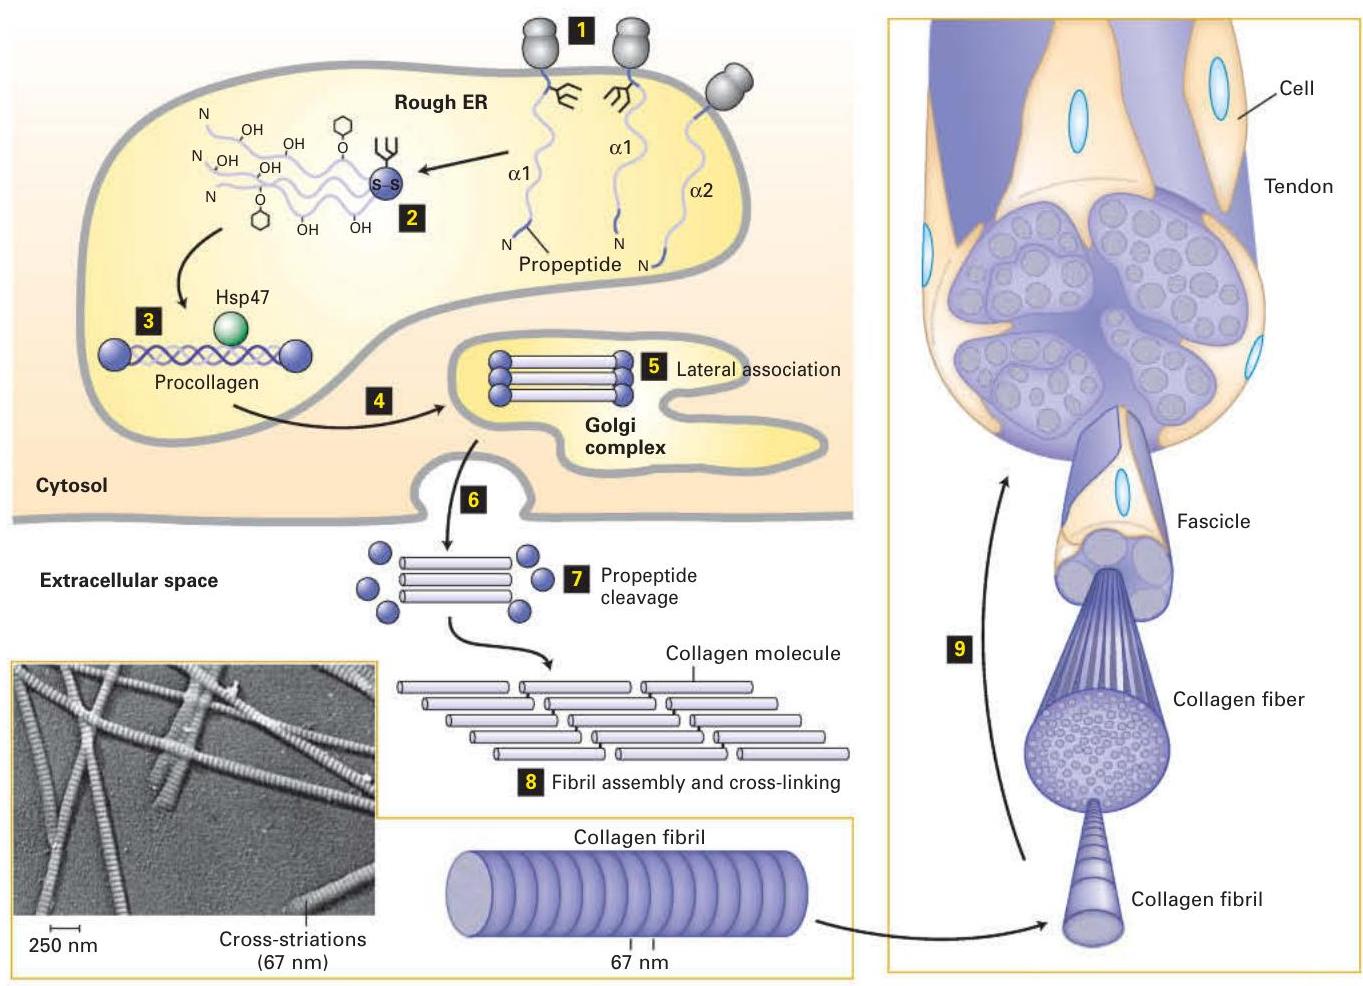 1
Rough ER
N
OH
OH
O
N
OH
OH
N
O
S–S
2
OH
OH
α1
α1
α2
N
N
N
Propeptide
3
Hsp47
Procollagen
4
5 Lateral association
Golgi
complex
Cytosol
6
Extracellular space
7 Propeptide
cleavage
Collagen molecule
8 Fibril assembly and cross-linking
Collagen fibril
67 nm
250 nm
Cross-striations
(67 nm)
Cell
Tendon
Fascicle
9
Collagen fiber
Collagen fibril